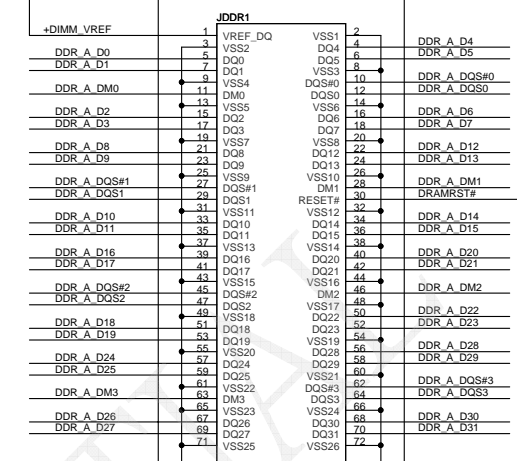 JDDR1
+DIMM_VREF 1 VREF_DQ VSS1 2
3 VSS2 DQ4 4 DDR_A_D4
DDR_A_D0 5 DQ0 DQ5 6 DDR_A_D5
DDR_A_D1 7 DQ1 VSS3 8
9 VSS4 DQS#0 10 DDR_A_DQS#0
DDR_A_DM0 11 DM0 DQS0 12 DDR_A_DQS0
13 VSS5 VSS6 14
DDR_A_D2 15 DQ2 DQ6 16 DDR_A_D6
DDR_A_D3 17 DQ3 DQ7 18 DDR_A_D7
19 VSS7 VSS8 20
DDR_A_D8 21 DQ8 DQ12 22 DDR_A_D12
DDR_A_D9 23 DQ9 DQ13 24 DDR_A_D13
25 VSS9 VSS10 26
DDR_A_DQS#1 27 DQS#1 DM1 28 DDR_A_DM1
DDR_A_DQS1 29 DQS1 RESET# 30 DRAMRST#
31 VSS11 VSS12 32
DDR_A_D10 33 DQ10 DQ14 34 DDR_A_D14
DDR_A_D11 35 DQ11 DQ15 36 DDR_A_D15
37 VSS13 VSS14 38
DDR_A_D16 39 DQ16 DQ20 40 DDR_A_D20
DDR_A_D17 41 DQ17 DQ21 42 DDR_A_D21
43 VSS15 VSS16 44
DDR_A_DQS#2 45 DQS#2 DM2 46 DDR_A_DM2
DDR_A_DQS2 47 DQS2 VSS17 48
49 VSS18 DQ22 50 DDR_A_D22
DDR_A_D18 51 DQ18 DQ23 52 DDR_A_D23
DDR_A_D19 53 DQ19 VSS19 54
55 VSS20 DQ28 56 DDR_A_D28
DDR_A_D24 57 DQ24 DQ29 58 DDR_A_D29
DDR_A_D25 59 DQ25 VSS21 60
61 VSS22 DQS#3 62 DDR_A_DQS#3
DDR_A_DM3 63 DM3 DQS3 64 DDR_A_DQS3
65 VSS23 VSS24 66
DDR_A_D26 67 DQ26 DQ30 68 DDR_A_D30
DDR_A_D27 69 DQ27 DQ31 70 DDR_A_D31
71 VSS25 VSS26 72